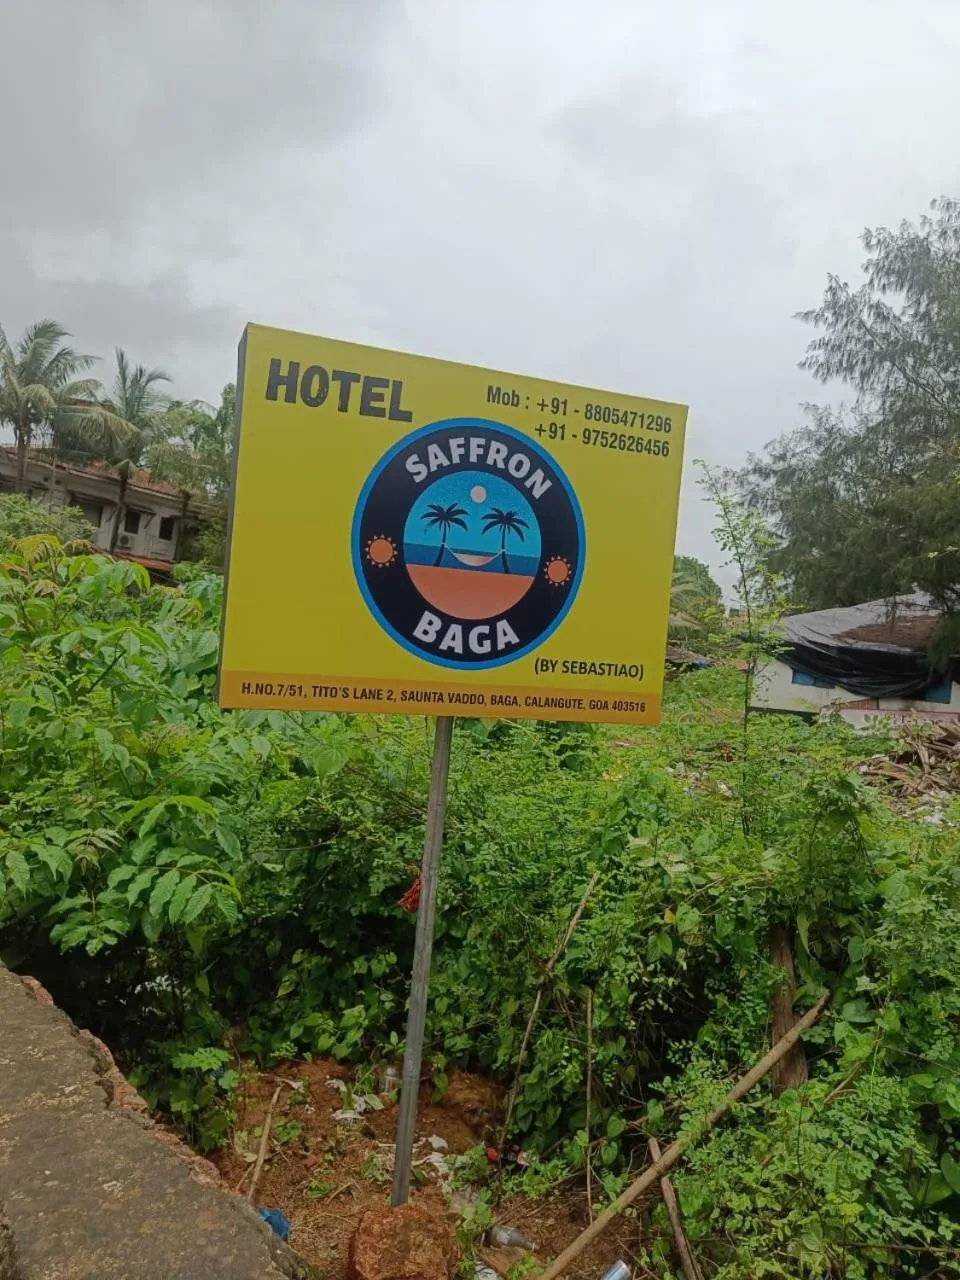 HOTEL
Mob : +91 - 8805471296
+91 - 9752626456
SAFFRON
BAGA
(BY SEBASTIAO)
H.NO.7/51, TITO'S LANE 2, SAUNTA VADDO, BAGA, CALANGUTE, GOA 403516